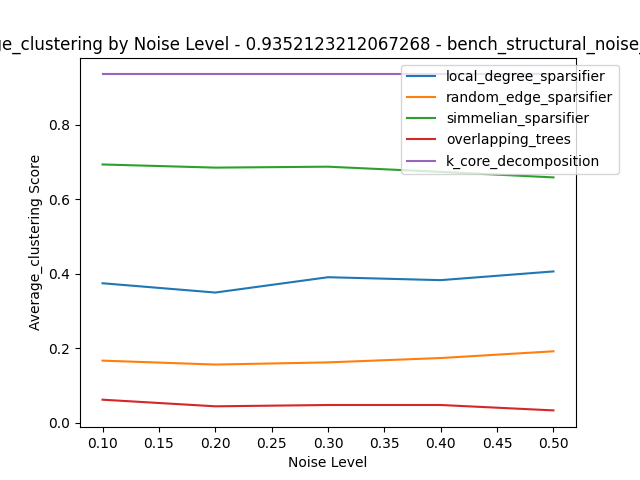 ge_clustering by Noise Level - 0.9352123212067268 - bench_structural_noise_
local_degree_sparsifier
random_edge_sparsifier
simmelian_sparsifier
overlapping_trees
k_core_decomposition
Average_clustering Score
0.8
0.6
0.4
0.2
0.0
0.10 0.15 0.20 0.25 0.30 0.35 0.40 0.45 0.50
Noise Level